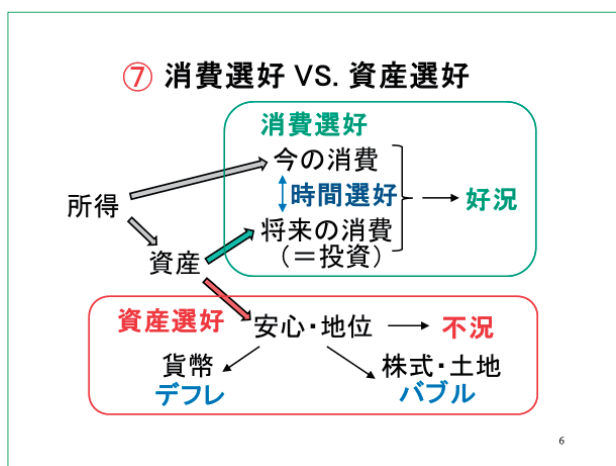 ⑦ 消費選好 VS. 資産選好
消費選好
今の消費
時間選好
所得
好況
将来の消費
(=投資)
資産
資産選好
安心・地位
不況
貨幣
株式・土地
デフレ
バブル
6